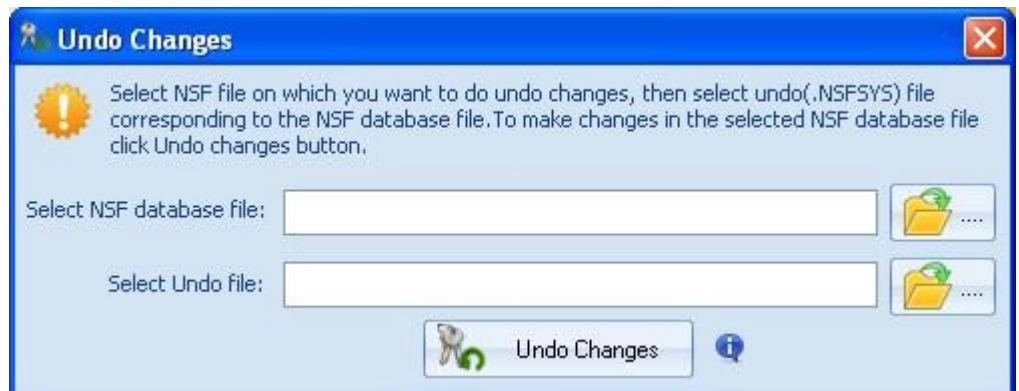 Undo Changes
Select NSF file on which you want to do undo changes, then select undo(.NSFSYS) file
corresponding to the NSF database file.To make changes in the selected NSF database file
click Undo changes button.
Select NSF database file:
....
Select Undo file:
....
Undo Changes